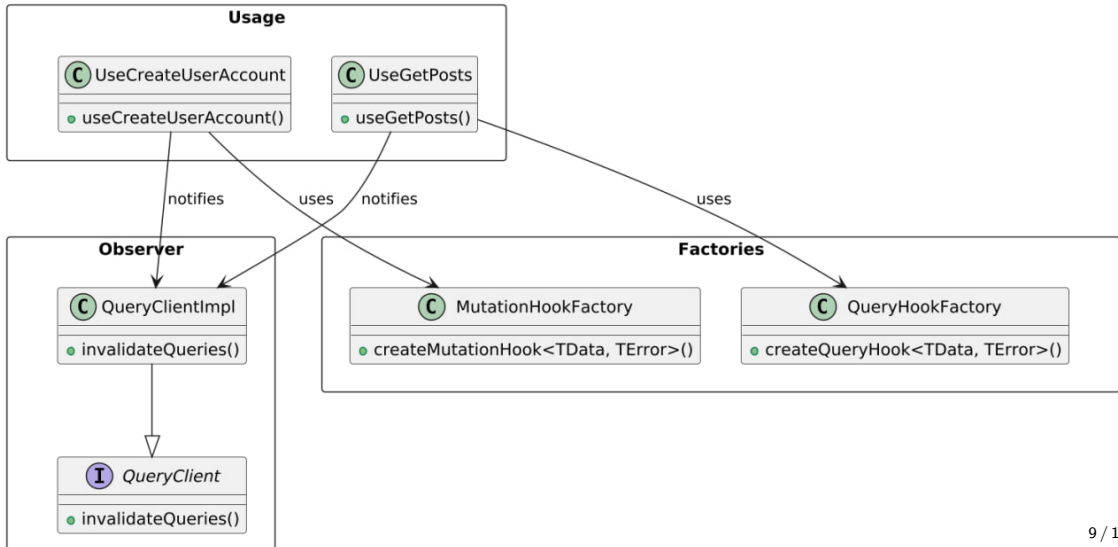 Usage
C UseCreateUserAccount
useCreateUserAccount()
C UseGetPosts
useGetPosts()
notifies
uses
notifies
uses
Observer
C QueryClientImpl
invalidateQueries()
I QueryClient
invalidateQueries()
Factories
C MutationHookFactory
createMutationHook<TData, TError>()
C QueryHookFactory
createQueryHook<TData, TError>()
9 / 1